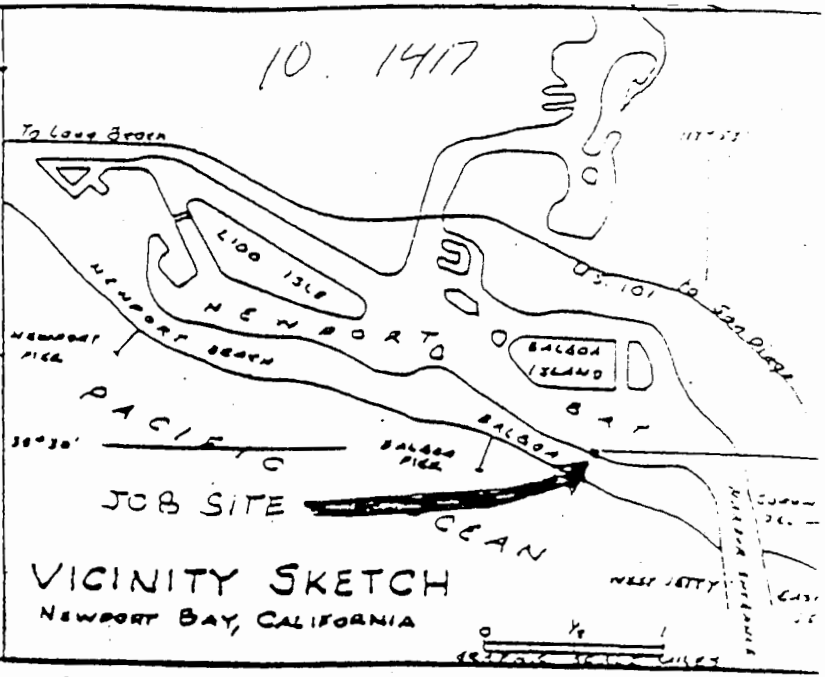 10. 1417
To Long Beach
LIDO ISLE
NEWPORT BEACH
NEWPORT
BAY
NEWPORT
PIER
U.S. 101
to San Diego
BALBOA
ISLAND
PACIFIC
OCEAN
BALBOA
BALBOA
PIER
JOB SITE
WEST JETTY
HARBOR ENTRANCE
VICINITY SKETCH
NEWPORT BAY, CALIFORNIA
0 ½ 1